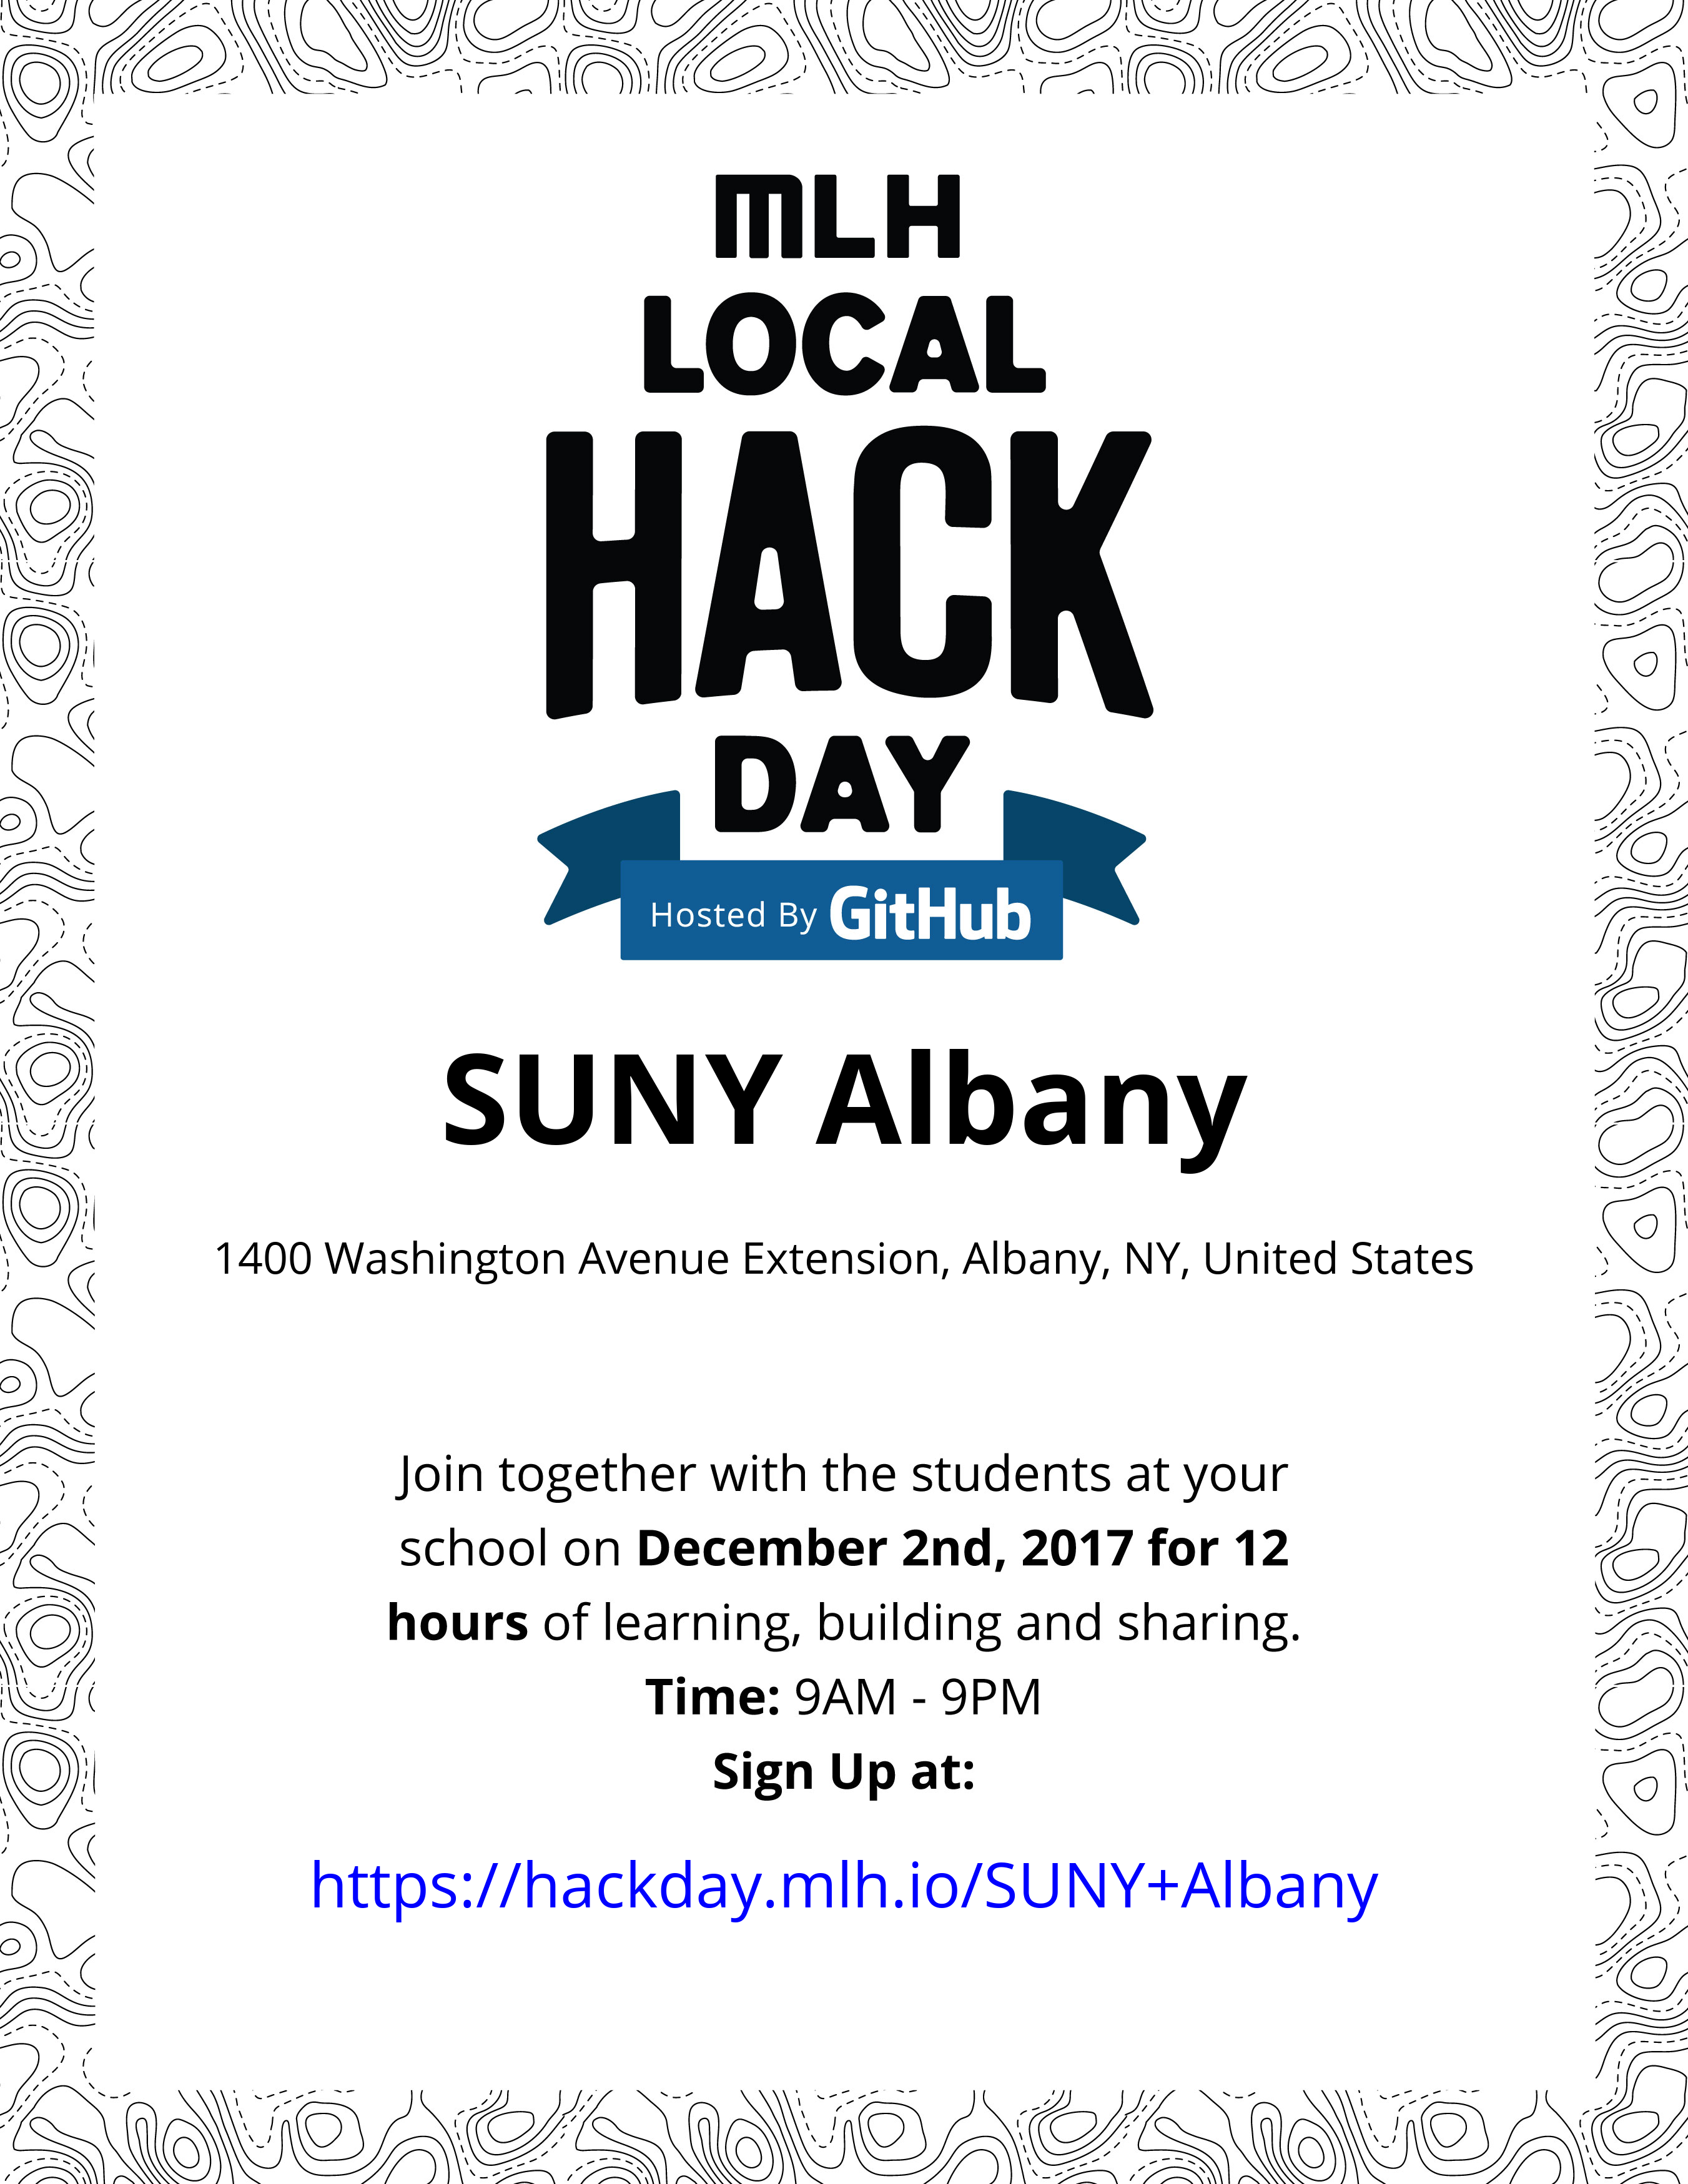 MLH
LOCAL
HACK
DAY
Hosted By GitHub
SUNY Albany
1400 Washington Avenue Extension, Albany, NY, United States
Join together with the students at your
school on December 2nd, 2017 for 12
hours of learning, building and sharing.
Time: 9AM - 9PM
Sign Up at:
https://hackday.mlh.io/SUNY+Albany